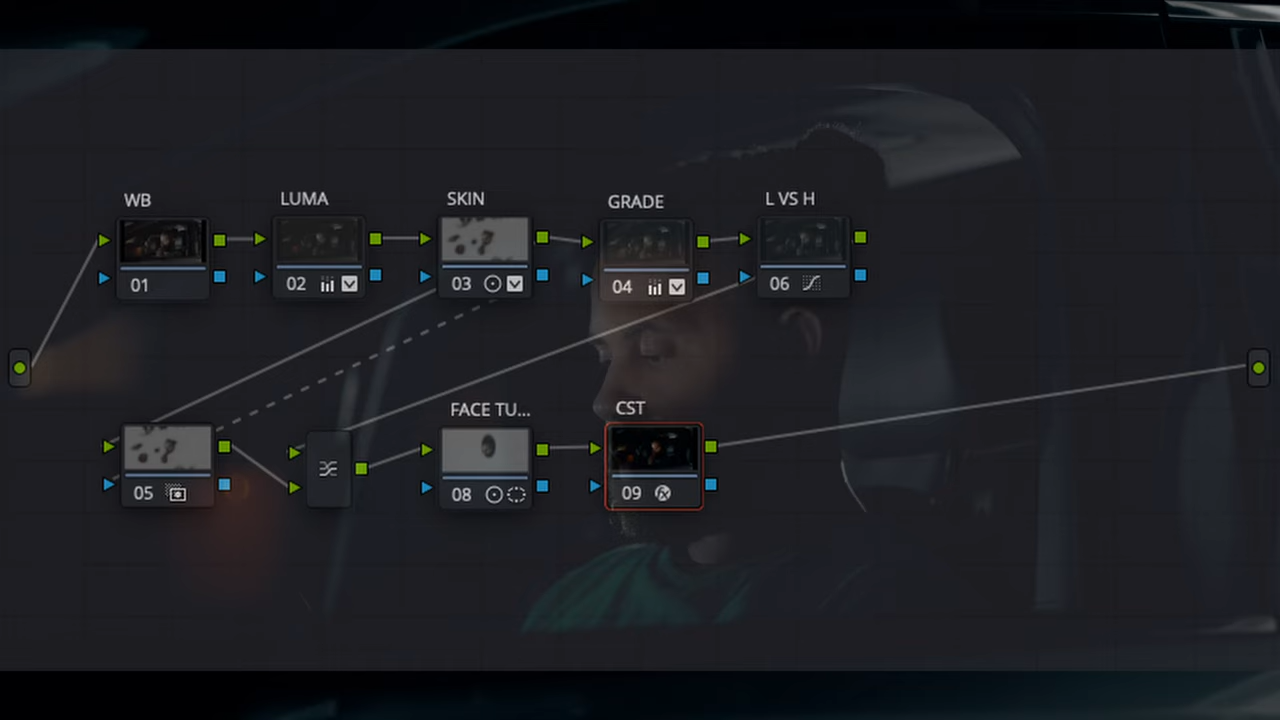 WB
LUMA
SKIN
GRADE
L VS H
01
02
03
04
06
FACE TU...
CST
05
08
09